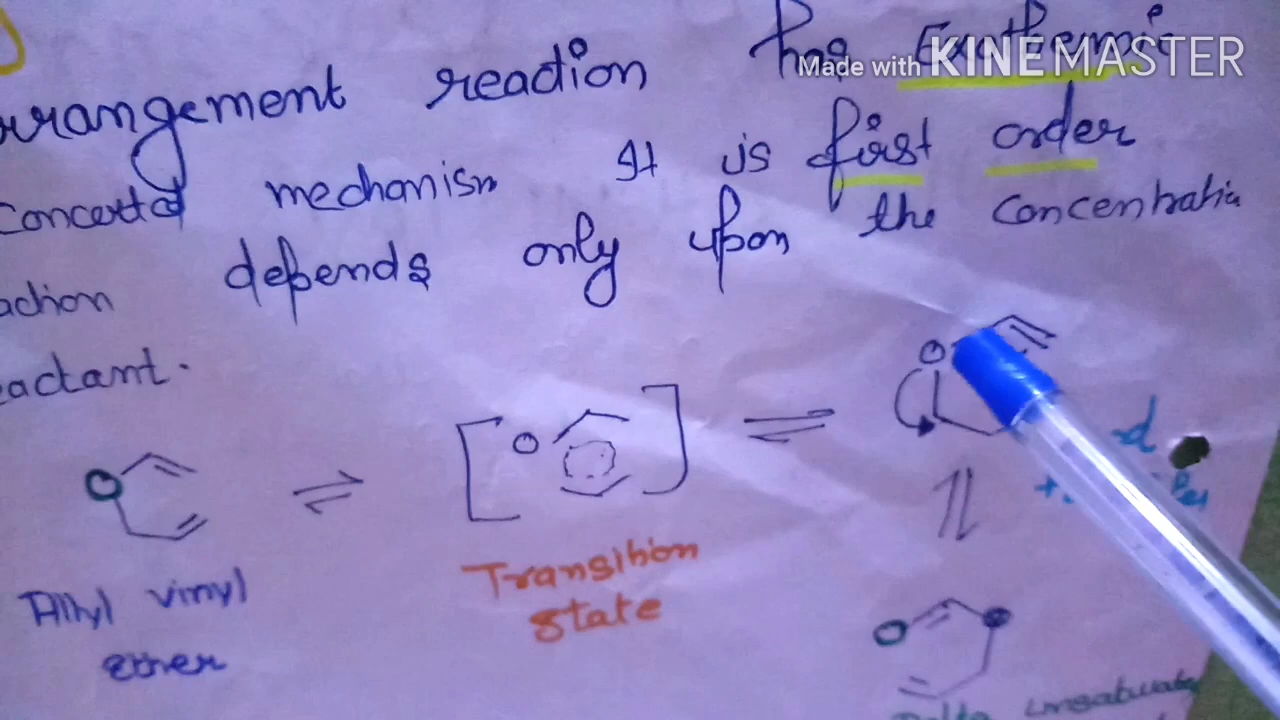 Made with KINEMASTER
rrangement reaction has Exothermic
Concerted mechanism It is first order
action depends only upon the concentratio
eactant.
O
O
O
Allyl vinyl
ether
Transition
state
O
unsaturate